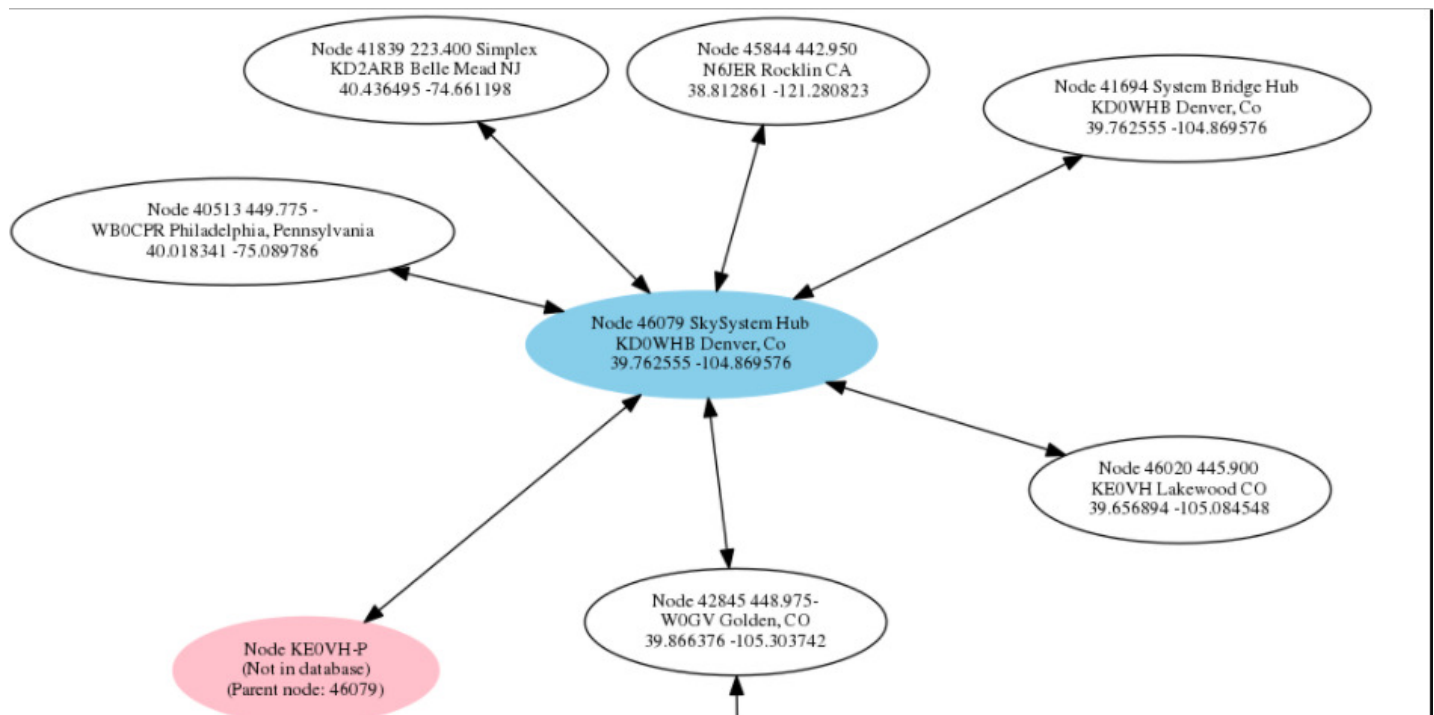 Node 41839 223.400 Simplex
KD2ARB Belle Mead NJ
40.436495 -74.661198
Node 45844 442.950
N6JER Rocklin CA
38.812861 -121.280823
Node 41694 System Bridge Hub
KD0WHB Denver, Co
39.762555 -104.869576
Node 40513 449.775 -
WB0CPR Philadelphia, Pennsylvania
40.018341 -75.089786
Node 46079 SkySystem Hub
KD0WHB Denver, Co
39.762555 -104.869576
Node 46020 445.900
KE0VH Lakewood CO
39.656894 -105.084548
Node 42845 448.975-
W0GV Golden, CO
39.866376 -105.303742
Node KE0VH-P
(Not in database)
(Parent node: 46079)